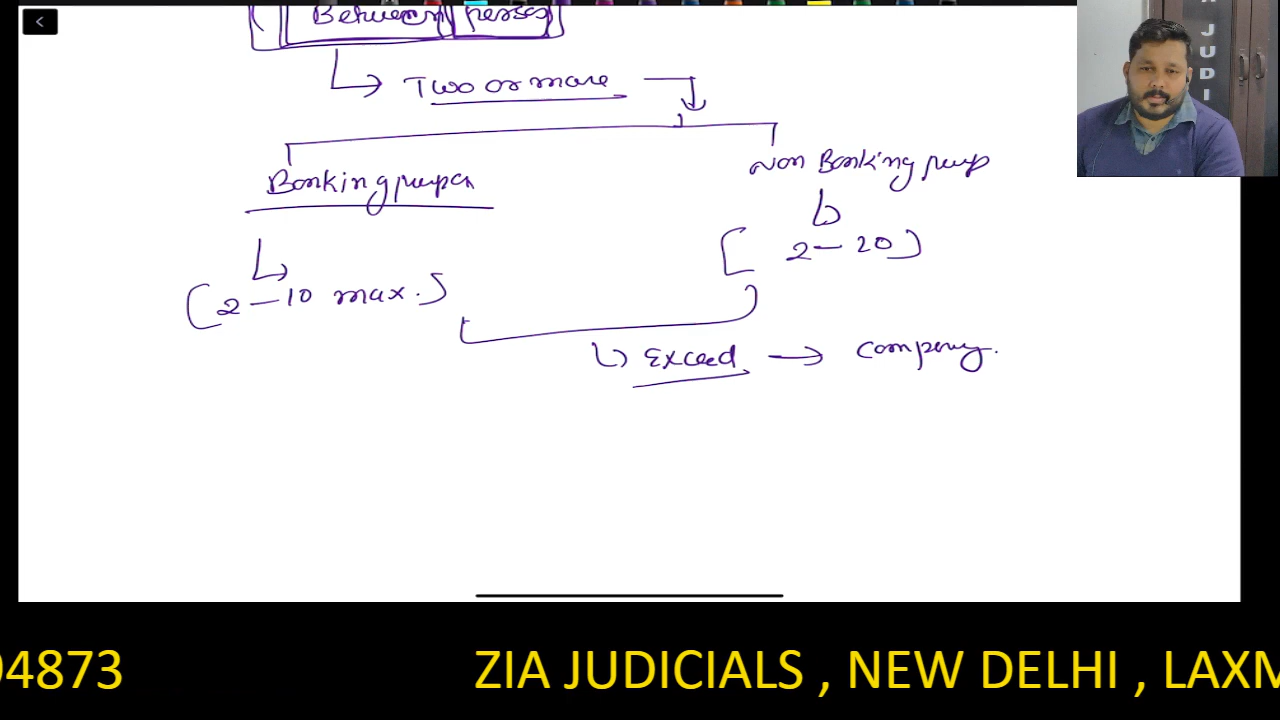 Between persons
Two or more
Banking purpose
Non Banking purp
[ 2 — 20 ]
[ 2 — 10 max. ]
Exceed → company.
JUDI
04873 ZIA JUDICIALS , NEW DELHI , LAXM